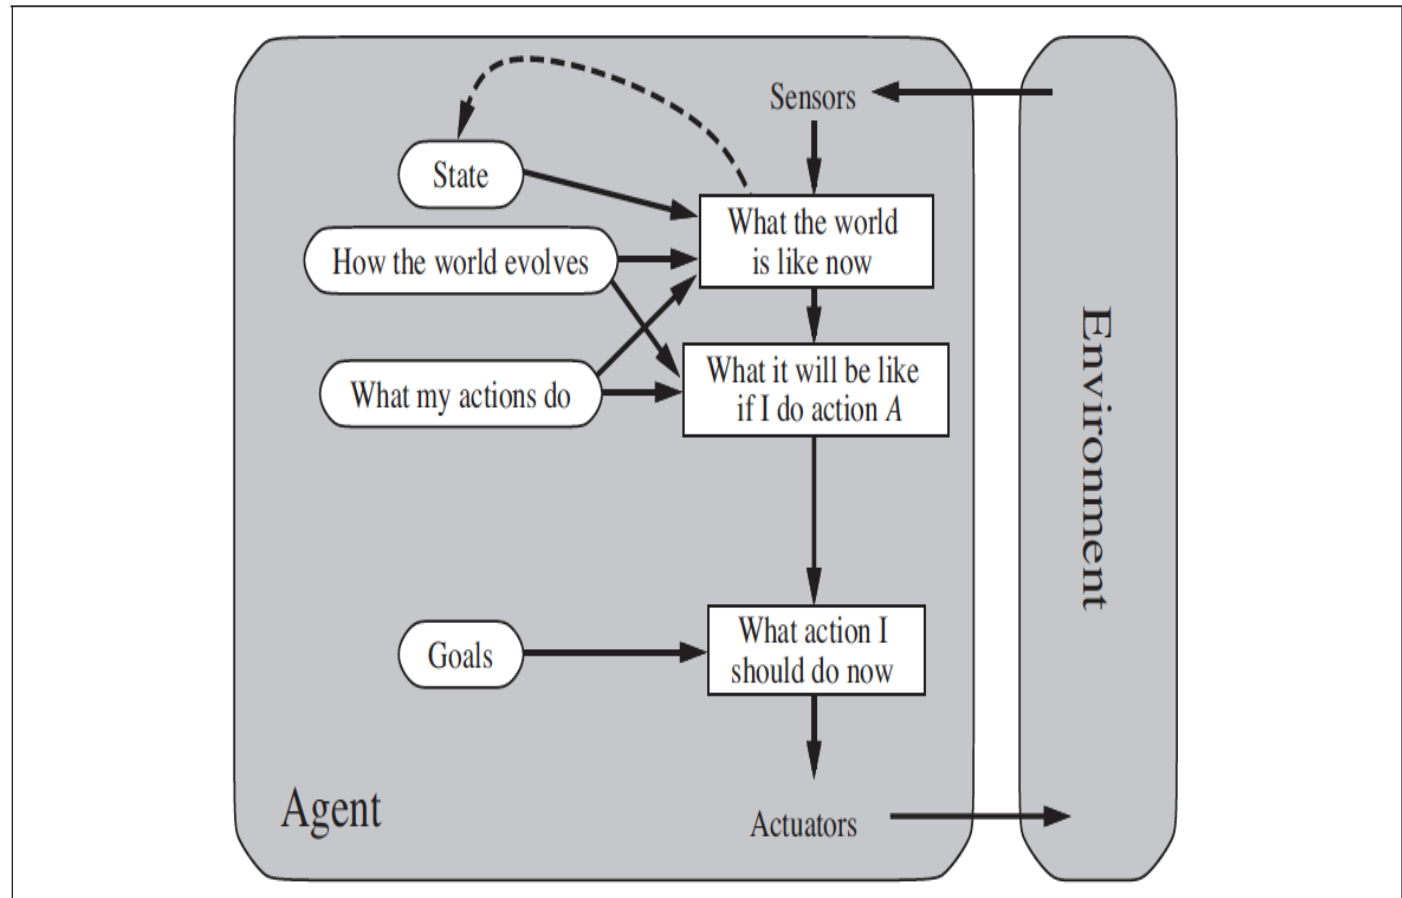 Sensors
State
What the world
is like now
How the world evolves
What it will be like
if I do action A
What my actions do
Environment
What action I
should do now
Goals
Agent
Actuators